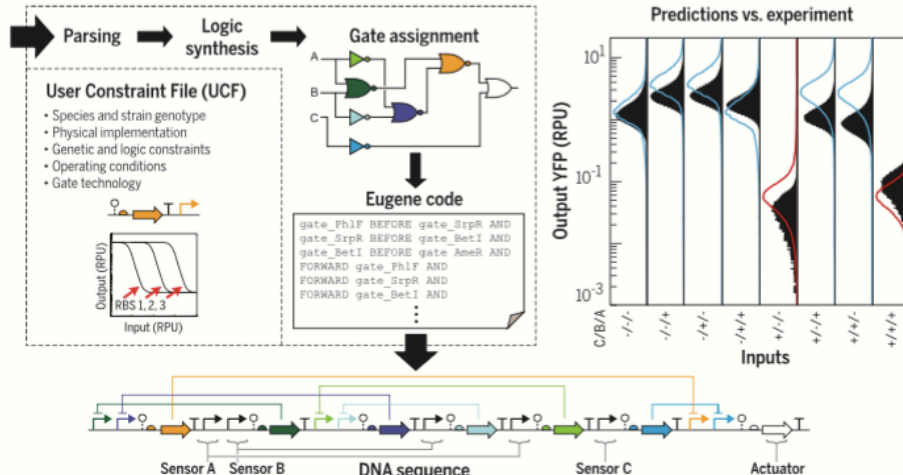 Parsing
Logic
synthesis
Gate assignment
A
B
C
User Constraint File (UCF)
• Species and strain genotype
• Physical implementation
• Genetic and logic constraints
• Operating conditions
• Gate technology
Output
(RPU)
RBS 1, 2, 3
Input (RPU)
Eugene code
gate_PhlF BEFORE gate_SrpR AND
gate_SrpR BEFORE gate_BetI AND
gate_BetI BEFORE gate_AmeR AND
FORWARD gate_PhlF AND
FORWARD gate_SrpR AND
FORWARD gate_BetI AND
Predictions vs. experiment
Output YFP (RPU)
10¹
10⁰
10⁻¹
10⁻²
10⁻³
C/B/A
-/-/-
-/-/+
-/+/-
-/+/+
+/-/-
+/-/+
+/+/-
+/+/+
Inputs
Sensor A
Sensor B
DNA sequence
Sensor C
Actuator